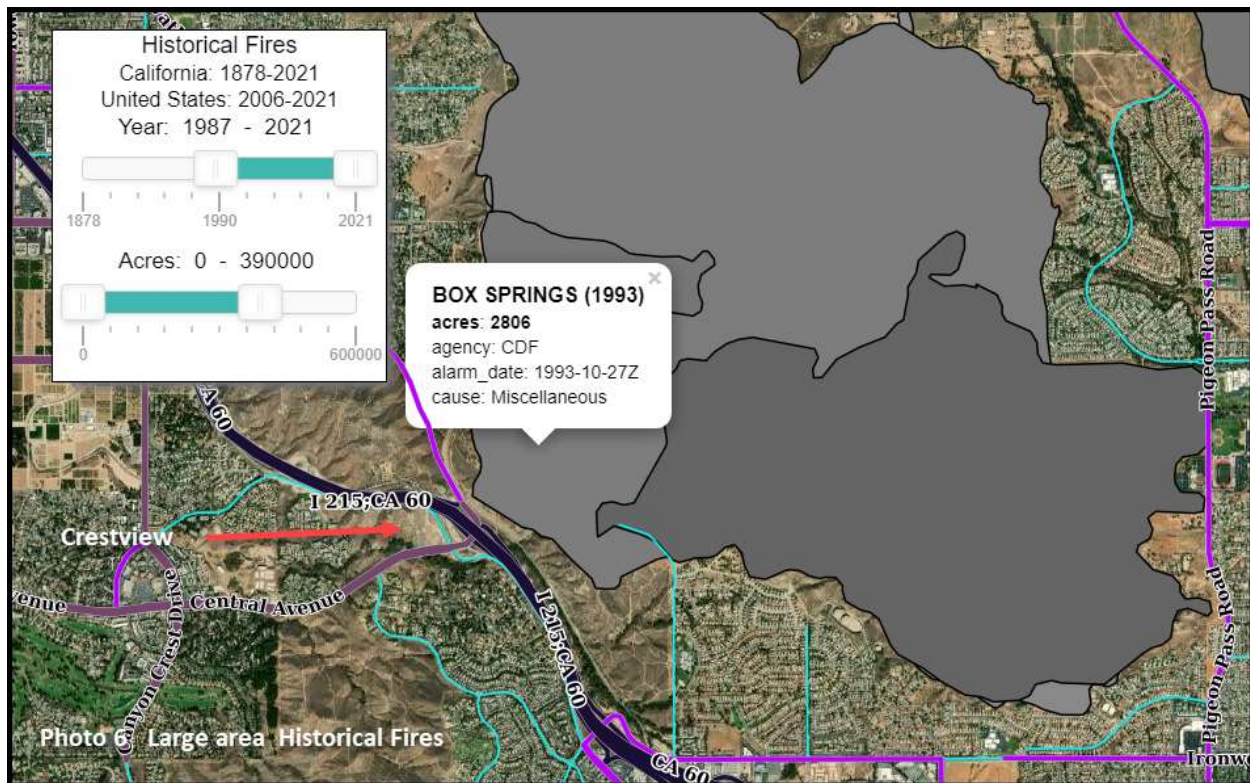 Historical Fires
California: 1878-2021
United States: 2006-2021
Year: 1987 - 2021
1878
1990
2021
Acres: 0 - 390000
0
600000
BOX SPRINGS (1993)
×
acres: 2806
agency: CDF
alarm_date: 1993-10-27Z
cause: Miscellaneous
CA 60
I 215;CA 60
Crestview
Central Avenue
venue
Canyon Crest Drive
I 215;CA 60
CA 60
Pigeon Pass Road
Pigeon Pass Road
Ironw
Photo 6 Large area Historical Fires